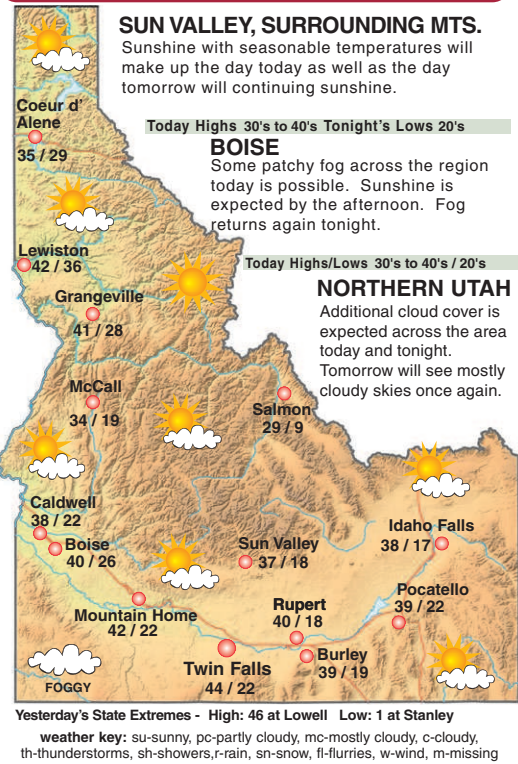 SUN VALLEY, SURROUNDING MTS.
Sunshine with seasonable temperatures will
make up the day today as well as the day
tomorrow will continuing sunshine.
Today Highs 30's to 40's Tonight's Lows 20's
BOISE
Some patchy fog across the region
today is possible. Sunshine is
expected by the afternoon. Fog
returns again tonight.
Today Highs/Lows 30's to 40's / 20's
NORTHERN UTAH
Additional cloud cover is
expected across the area
today and tonight.
Tomorrow will see mostly
cloudy skies once again.
Coeur d'
Alene
35 / 29
Lewiston
42 / 36
Grangeville
41 / 28
McCall
34 / 19
Salmon
29 / 9
Caldwell
38 / 22
Boise
40 / 26
Sun Valley
37 / 18
Idaho Falls
38 / 17
Mountain Home
42 / 22
Rupert
40 / 18
Pocatello
39 / 22
Twin Falls
44 / 22
Burley
39 / 19
FOGGY
Yesterday's State Extremes - High: 46 at Lowell Low: 1 at Stanley
weather key: su-sunny, pc-partly cloudy, mc-mostly cloudy, c-cloudy,
th-thunderstorms, sh-showers,r-rain, sn-snow, fl-flurries, w-wind, m-missing